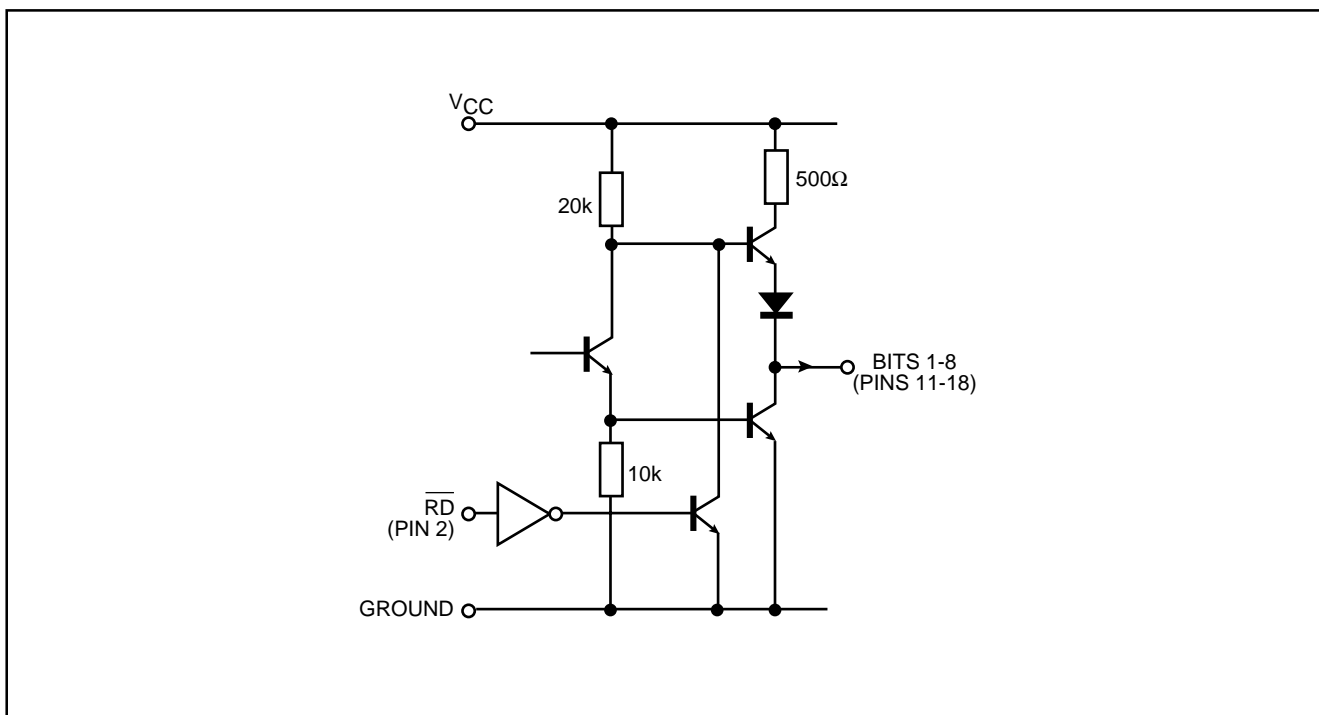 VCC
500Ω
20k
BITS 1-8
(PINS 11-18)
10k
RD
(PIN 2)
GROUND